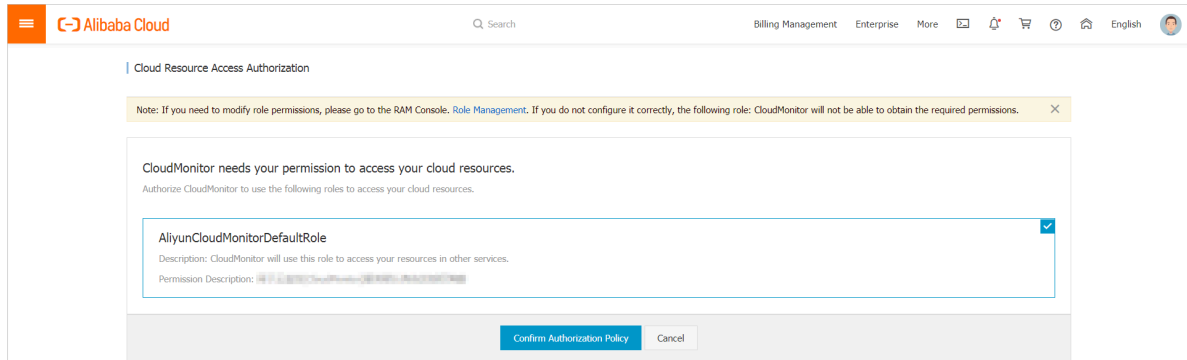 Alibaba Cloud Search Billing Management Enterprise More English
Cloud Resource Access Authorization
Note: If you need to modify role permissions, please go to the RAM Console. Role Management. If you do not configure it correctly, the following role: CloudMonitor will not be able to obtain the required permissions.
CloudMonitor needs your permission to access your cloud resources.
Authorize CloudMonitor to use the following roles to access your cloud resources.
AliyunCloudMonitorDefaultRole
Description: CloudMonitor will use this role to access your resources in other services.
Permission Description:
Confirm Authorization Policy Cancel